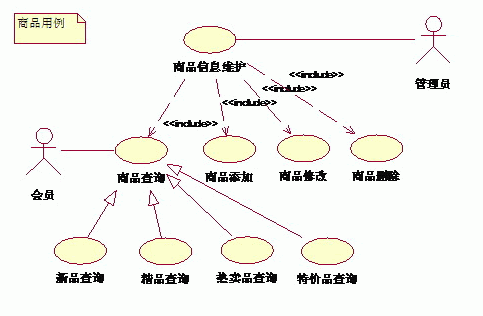 商品用例
商品信息维护
管理员
<<include>>
<<include>>
<<include>>
<<include>>
会员
商品查询
商品添加
商品修改
商品删除
新品查询
精品查询
热卖品查询
特价品查询